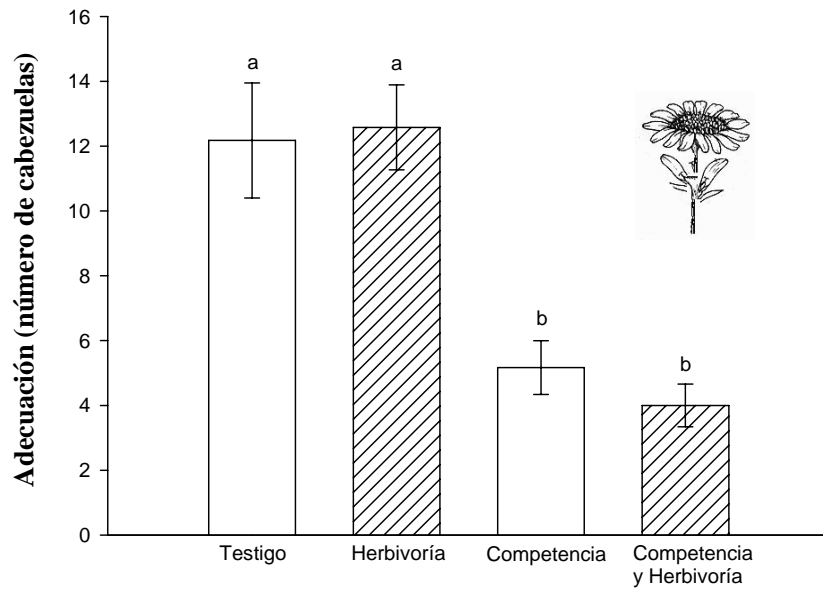 Adecuación (número de cabezuelas)
16
14
12
10
8
6
4
2
0
a
a
b
b
Testigo
Herbivoría
Competencia
Competencia
y Herbivoría